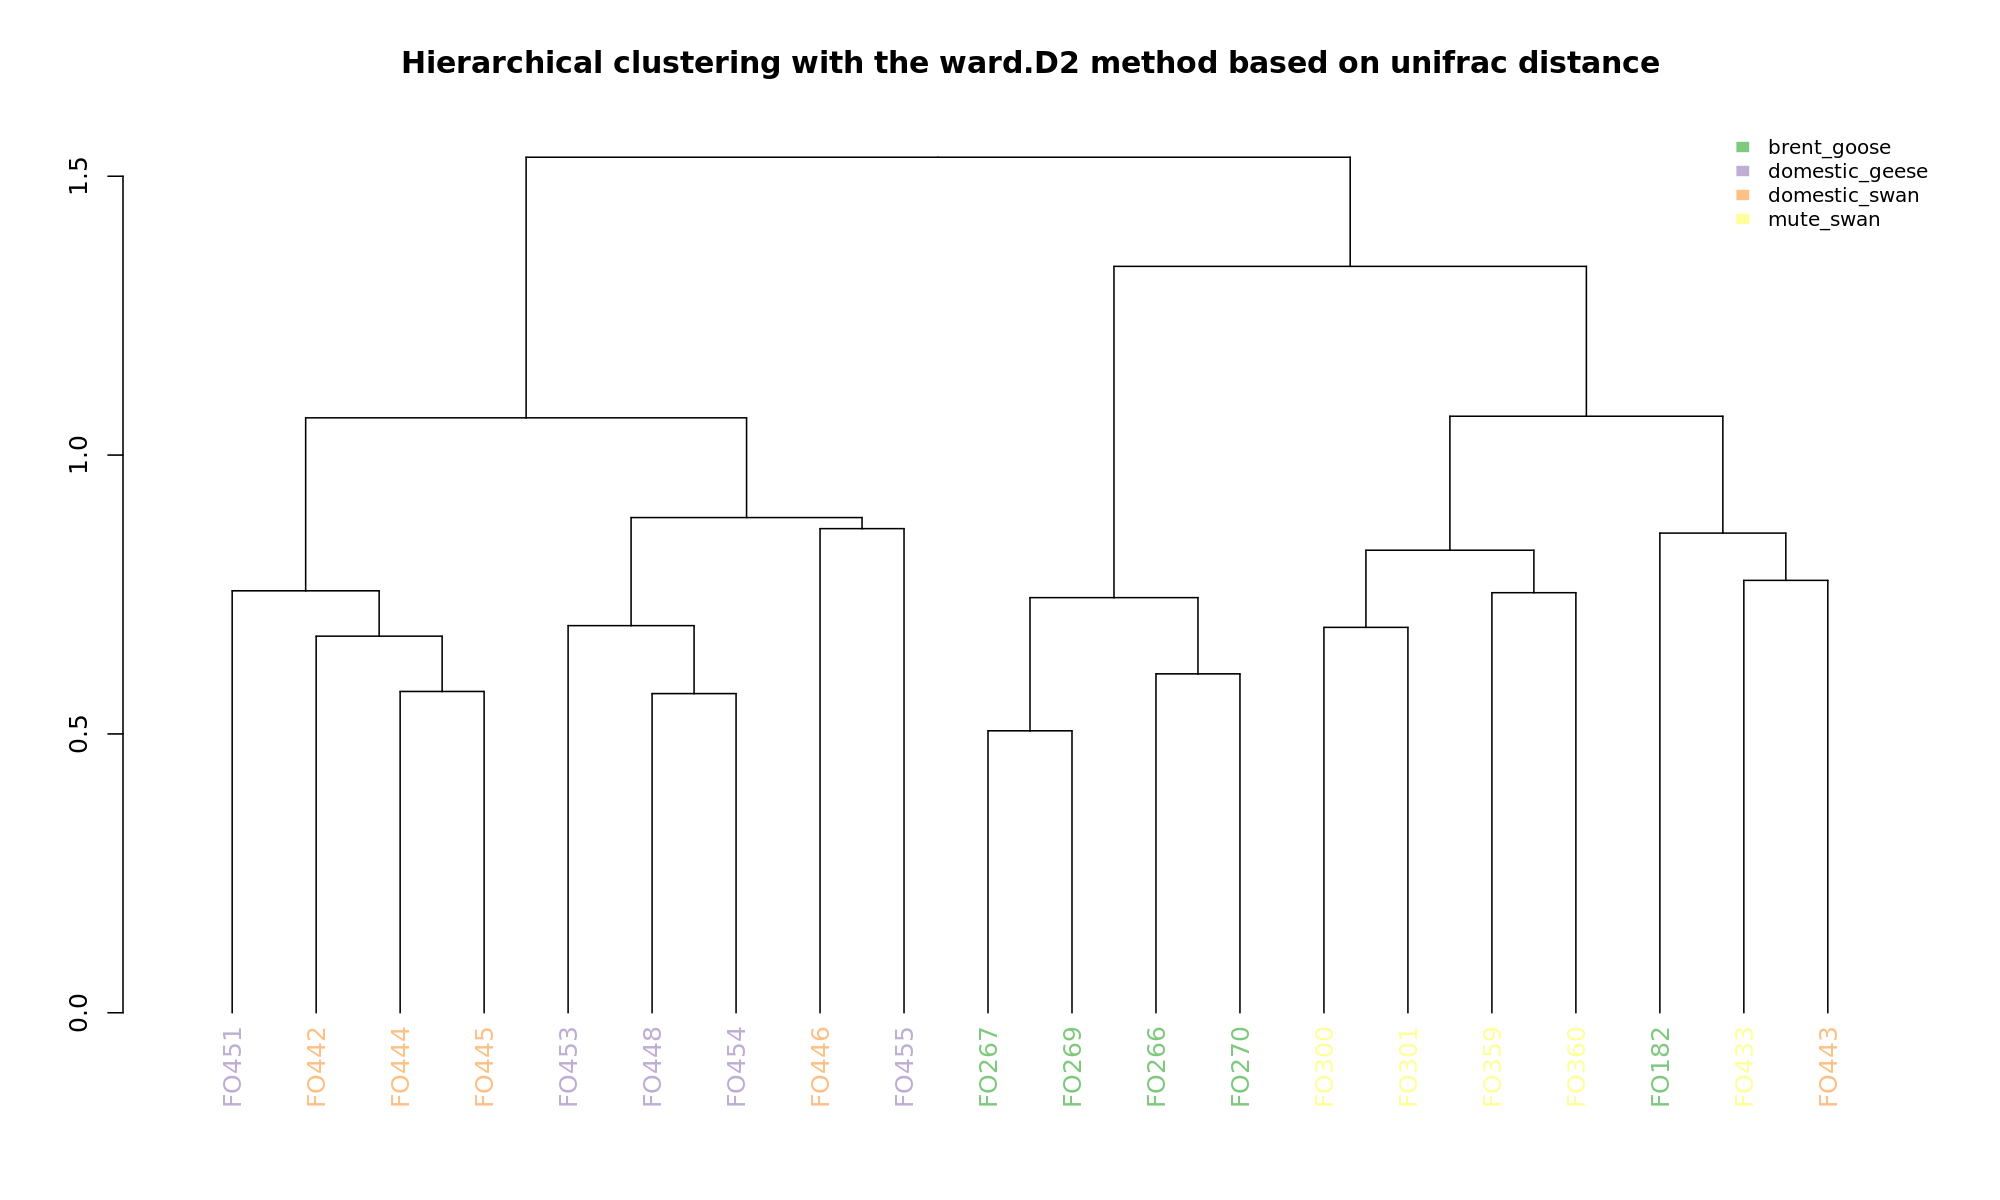 Hierarchical clustering with the ward.D2 method based on unifrac distance
brent_goose
domestic_geese
domestic_swan
mute_swan
1.5
1.0
0.5
0.0
FO451
FO442
FO444
FO445
FO453
FO448
FO454
FO446
FO455
FO267
FO269
FO266
FO270
FO300
FO301
FO359
FO360
FO182
FO433
FO443